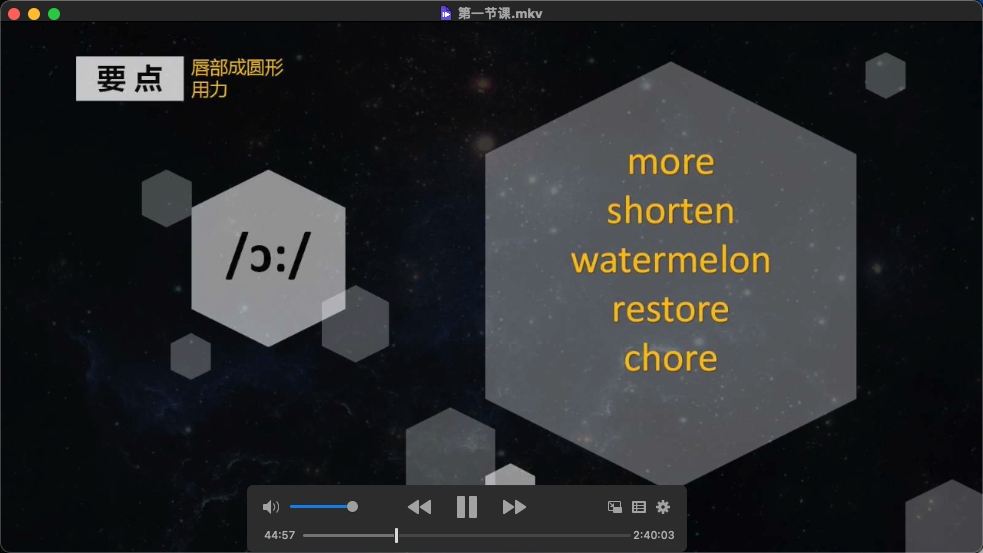 第一节课.mkv
要点
唇部成圆形
用力
/ɔː/
more
shorten
watermelon
restore
chore
44:57
2:40:03